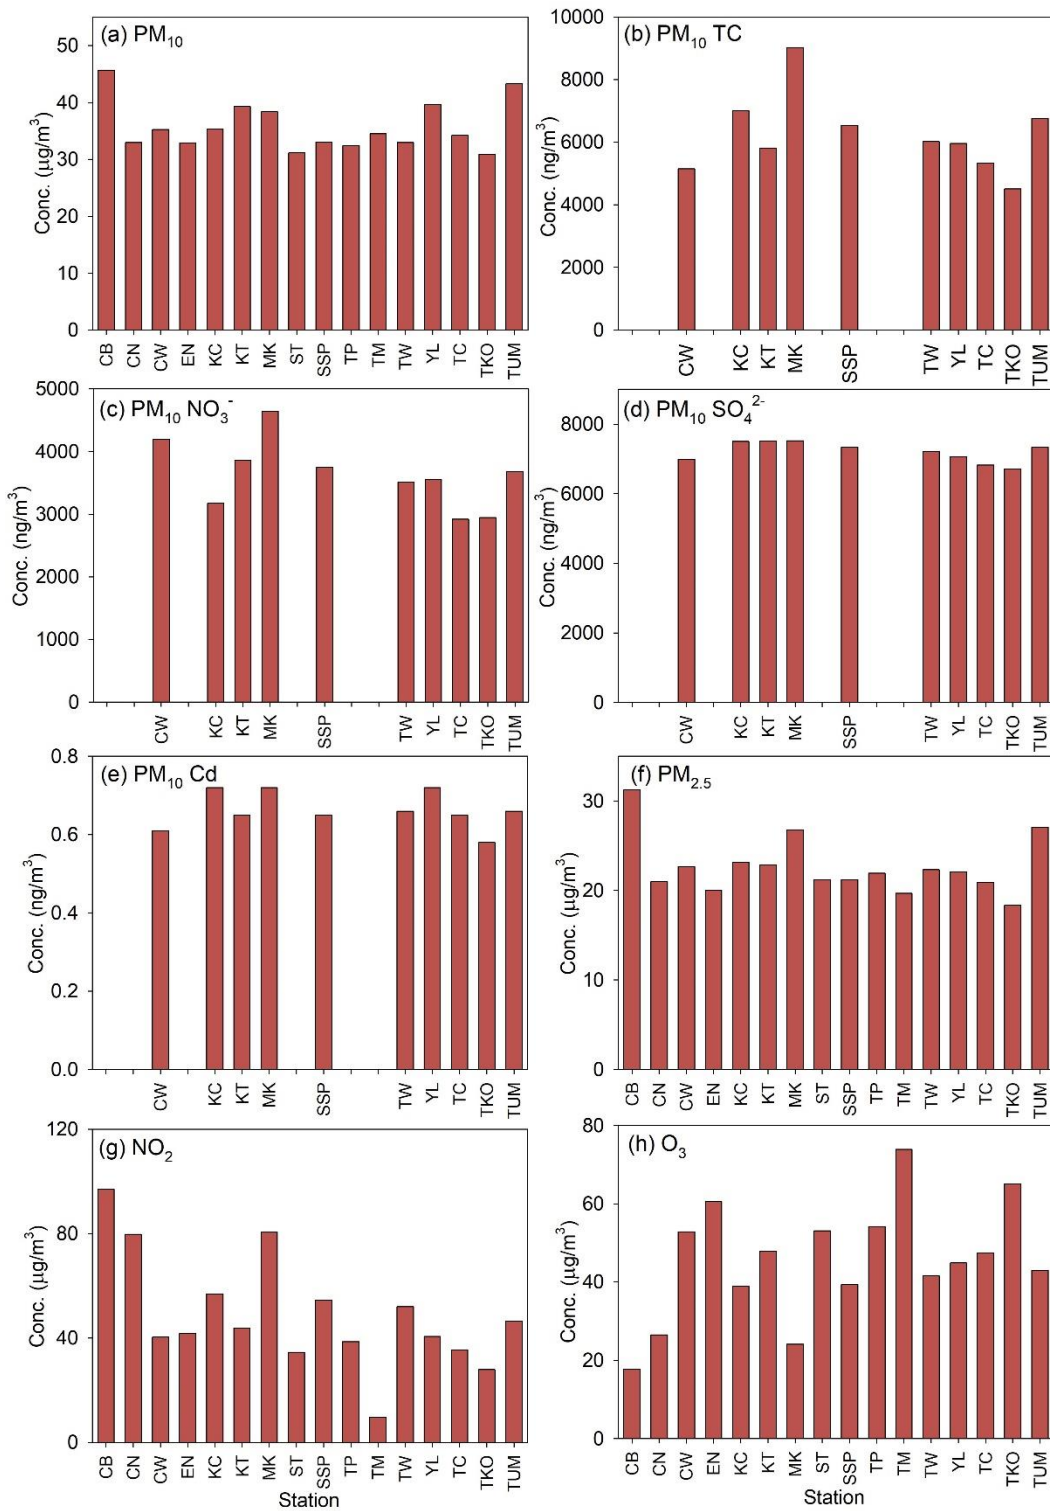 (a) PM10
Conc. (µg/m3)
50
40
30
20
10
0
CB CN CW EN KC KT MK ST SSP TP TM TW YL TC TKO TUM
(b) PM10 TC
Conc. (ng/m3)
10000
8000
6000
4000
2000
0
CW KC KT MK SSP TW YL TC TKO TUM
(c) PM10 NO3-
Conc. (ng/m3)
5000
4000
3000
2000
1000
0
CW KC KT MK SSP TW YL TC TKO TUM
(d) PM10 SO42-
Conc. (ng/m3)
8000
6000
4000
2000
0
CW KC KT MK SSP TW YL TC TKO TUM
(e) PM10 Cd
Conc. (ng/m3)
0.8
0.6
0.4
0.2
0.0
CW KC KT MK SSP TW YL TC TKO TUM
(f) PM2.5
Conc. (µg/m3)
30
20
10
0
CB CN CW EN KC KT MK ST SSP TP TM TW YL TC TKO TUM
(g) NO2
Conc. (µg/m3)
120
80
40
0
CB CN CW EN KC KT MK ST SSP TP TM TW YL TC TKO TUM
Station
(h) O3
Conc. (µg/m3)
80
60
40
20
0
CB CN CW EN KC KT MK ST SSP TP TM TW YL TC TKO TUM
Station